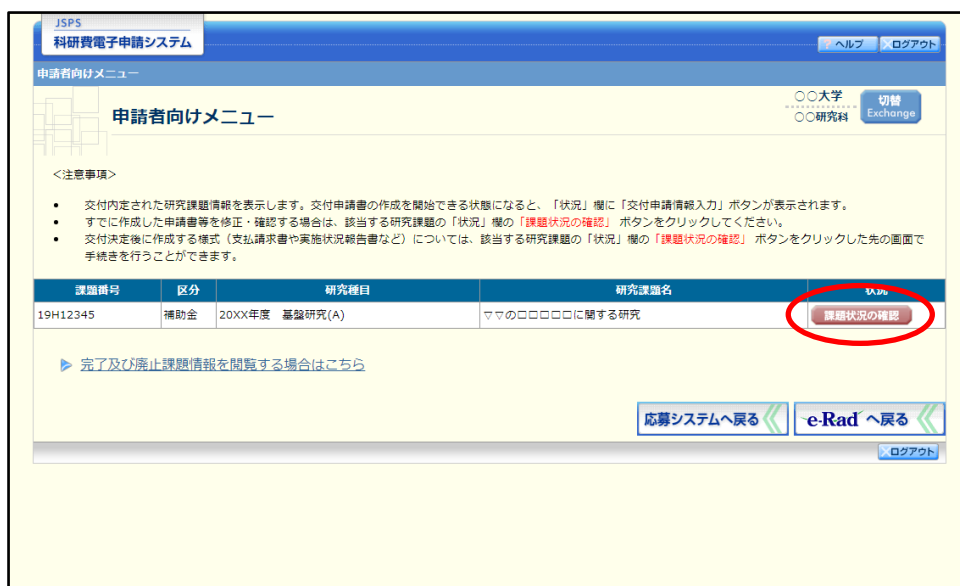 JSPS
科研費電子申請システム
ヘルプ ログアウト
申請者向けメニュー
申請者向けメニュー
○○大学
○○研究科
切替
Exchange
＜注意事項＞
• 交付内定された研究課題情報を表示します。交付申請書の作成を開始できる状態になると、「状況」欄に「交付申請情報入力」ボタンが表示されます。
• すでに作成した申請書等を修正・確認する場合は、該当する研究課題の「状況」欄の「課題状況の確認」 ボタンをクリックしてください。
• 交付決定後に作成する様式（支払請求書や実施状況報告書など）については、該当する研究課題の「状況」欄の「課題状況の確認」 ボタンをクリックした先の画面で
手続きを行うことができます。
課題番号 区分 研究種目 研究課題名 状況
19H12345 補助金 20XX年度 基盤研究(A) ▽▽の□□□□□に関する研究 課題状況の確認
完了及び廃止課題情報を閲覧する場合はこちら
応募システムへ戻る e-Rad へ戻る
ログアウト